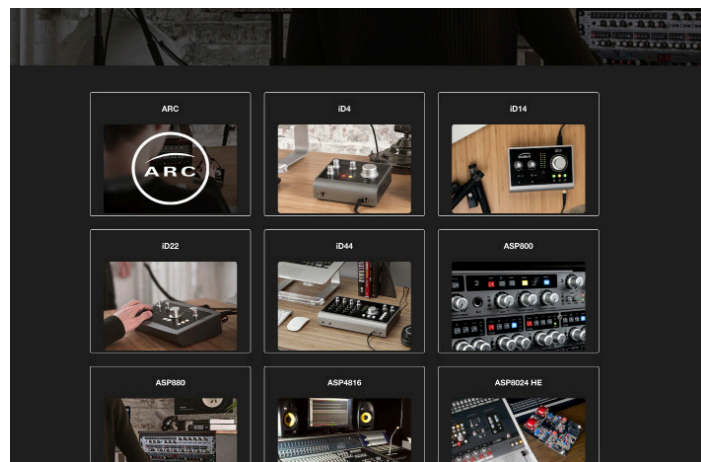 ARC
iD4
iD14
ARC
iD22
iD44
ASP800
ASP880
ASP4816
ASP8024 HE